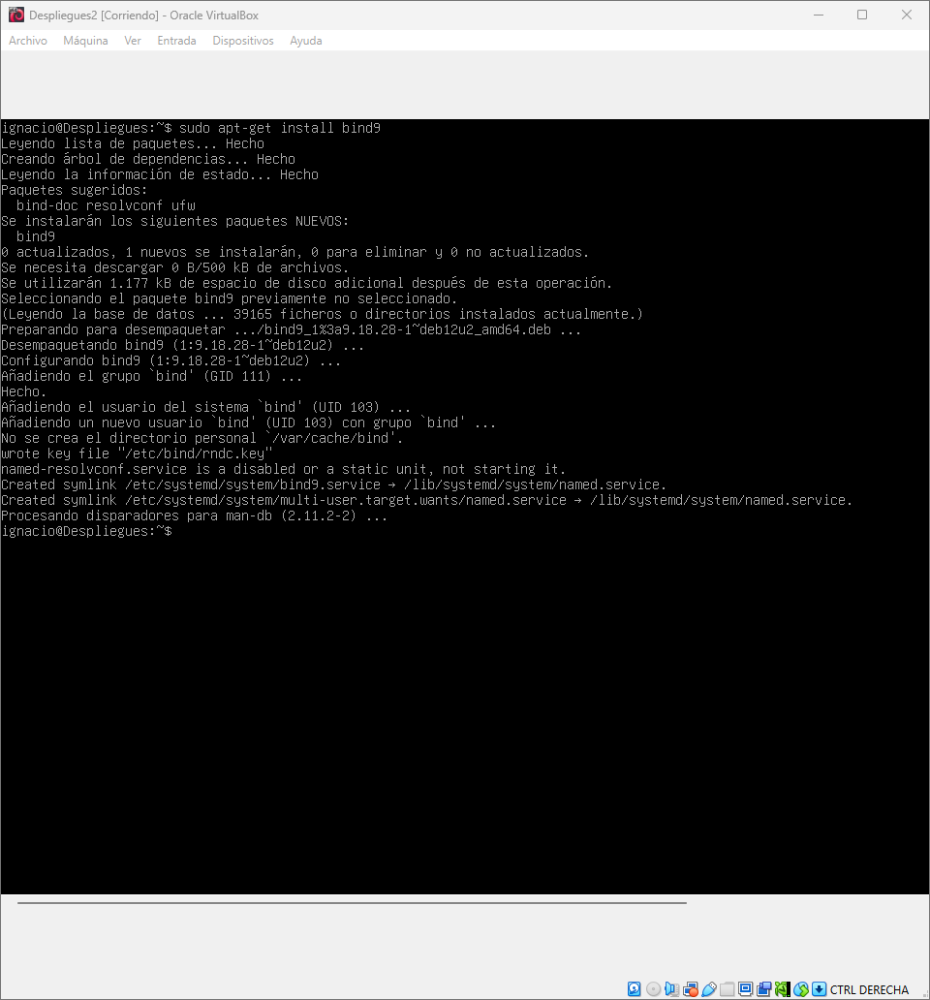 Despliegues2 [Corriendo] - Oracle VirtualBox
Archivo Máquina Ver Entrada Dispositivos Ayuda
ignacio@Despliegues:~$ sudo apt-get install bind9
Leyendo lista de paquetes... Hecho
Creando árbol de dependencias... Hecho
Leyendo la información de estado... Hecho
Paquetes sugeridos:
  bind-doc resolvconf ufw
Se instalarán los siguientes paquetes NUEVOS:
  bind9
0 actualizados, 1 nuevos se instalarán, 0 para eliminar y 0 no actualizados.
Se necesita descargar 0 B/500 kB de archivos.
Se utilizarán 1.177 kB de espacio de disco adicional después de esta operación.
Seleccionando el paquete bind9 previamente no seleccionado.
(Leyendo la base de datos ... 39165 ficheros o directorios instalados actualmente.)
Preparando para desempaquetar .../bind9_1%3a9.18.28-1~deb12u2_amd64.deb ...
Desempaquetando bind9 (1:9.18.28-1~deb12u2) ...
Configurando bind9 (1:9.18.28-1~deb12u2) ...
Añadiendo el grupo `bind' (GID 111) ...
Hecho.
Añadiendo el usuario del sistema `bind' (UID 103) ...
Añadiendo un nuevo usuario `bind' (UID 103) con grupo `bind' ...
No se crea el directorio personal `/var/cache/bind'.
wrote key file "/etc/bind/rndc.key"
named-resolvconf.service is a disabled or a static unit, not starting it.
Created symlink /etc/systemd/system/bind9.service → /lib/systemd/system/named.service.
Created symlink /etc/systemd/system/multi-user.target.wants/named.service → /lib/systemd/system/named.service.
Procesando disparadores para man-db (2.11.2-2) ...
ignacio@Despliegues:~$
CTRL DERECHA